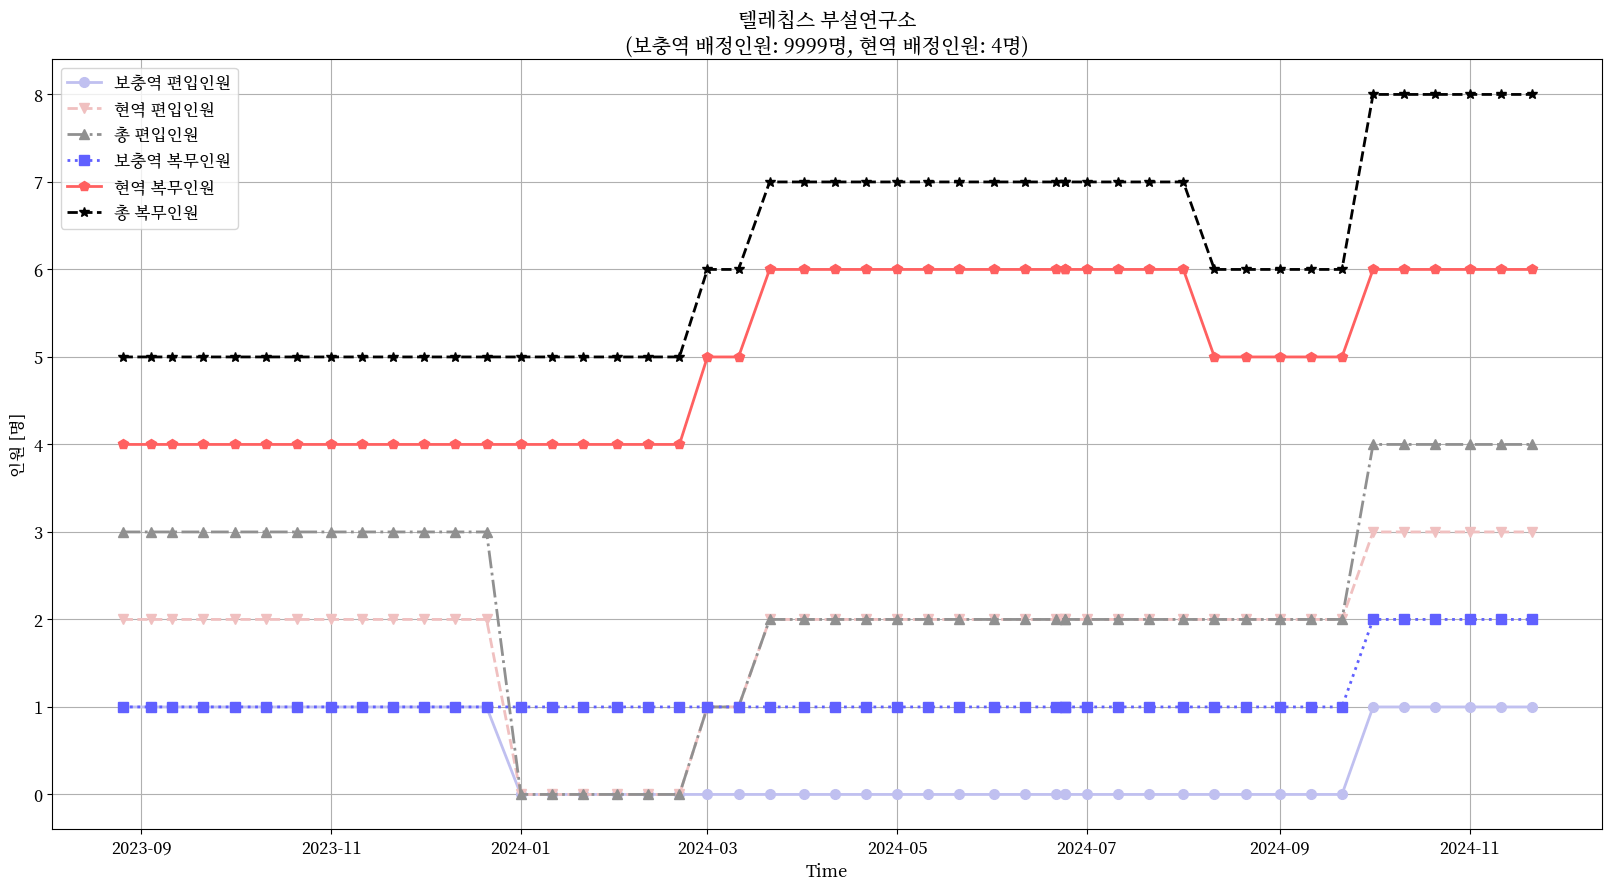 텔레칩스 부설연구소
(보충역 배정인원: 9999명, 현역 배정인원: 4명)
보충역 편입인원
현역 편입인원
총 편입인원
보충역 복무인원
현역 복무인원
총 복무인원
8
7
6
5
4
3
2
1
0
인원 [명]
2023-09 2023-11 2024-01 2024-03 2024-05 2024-07 2024-09 2024-11
Time